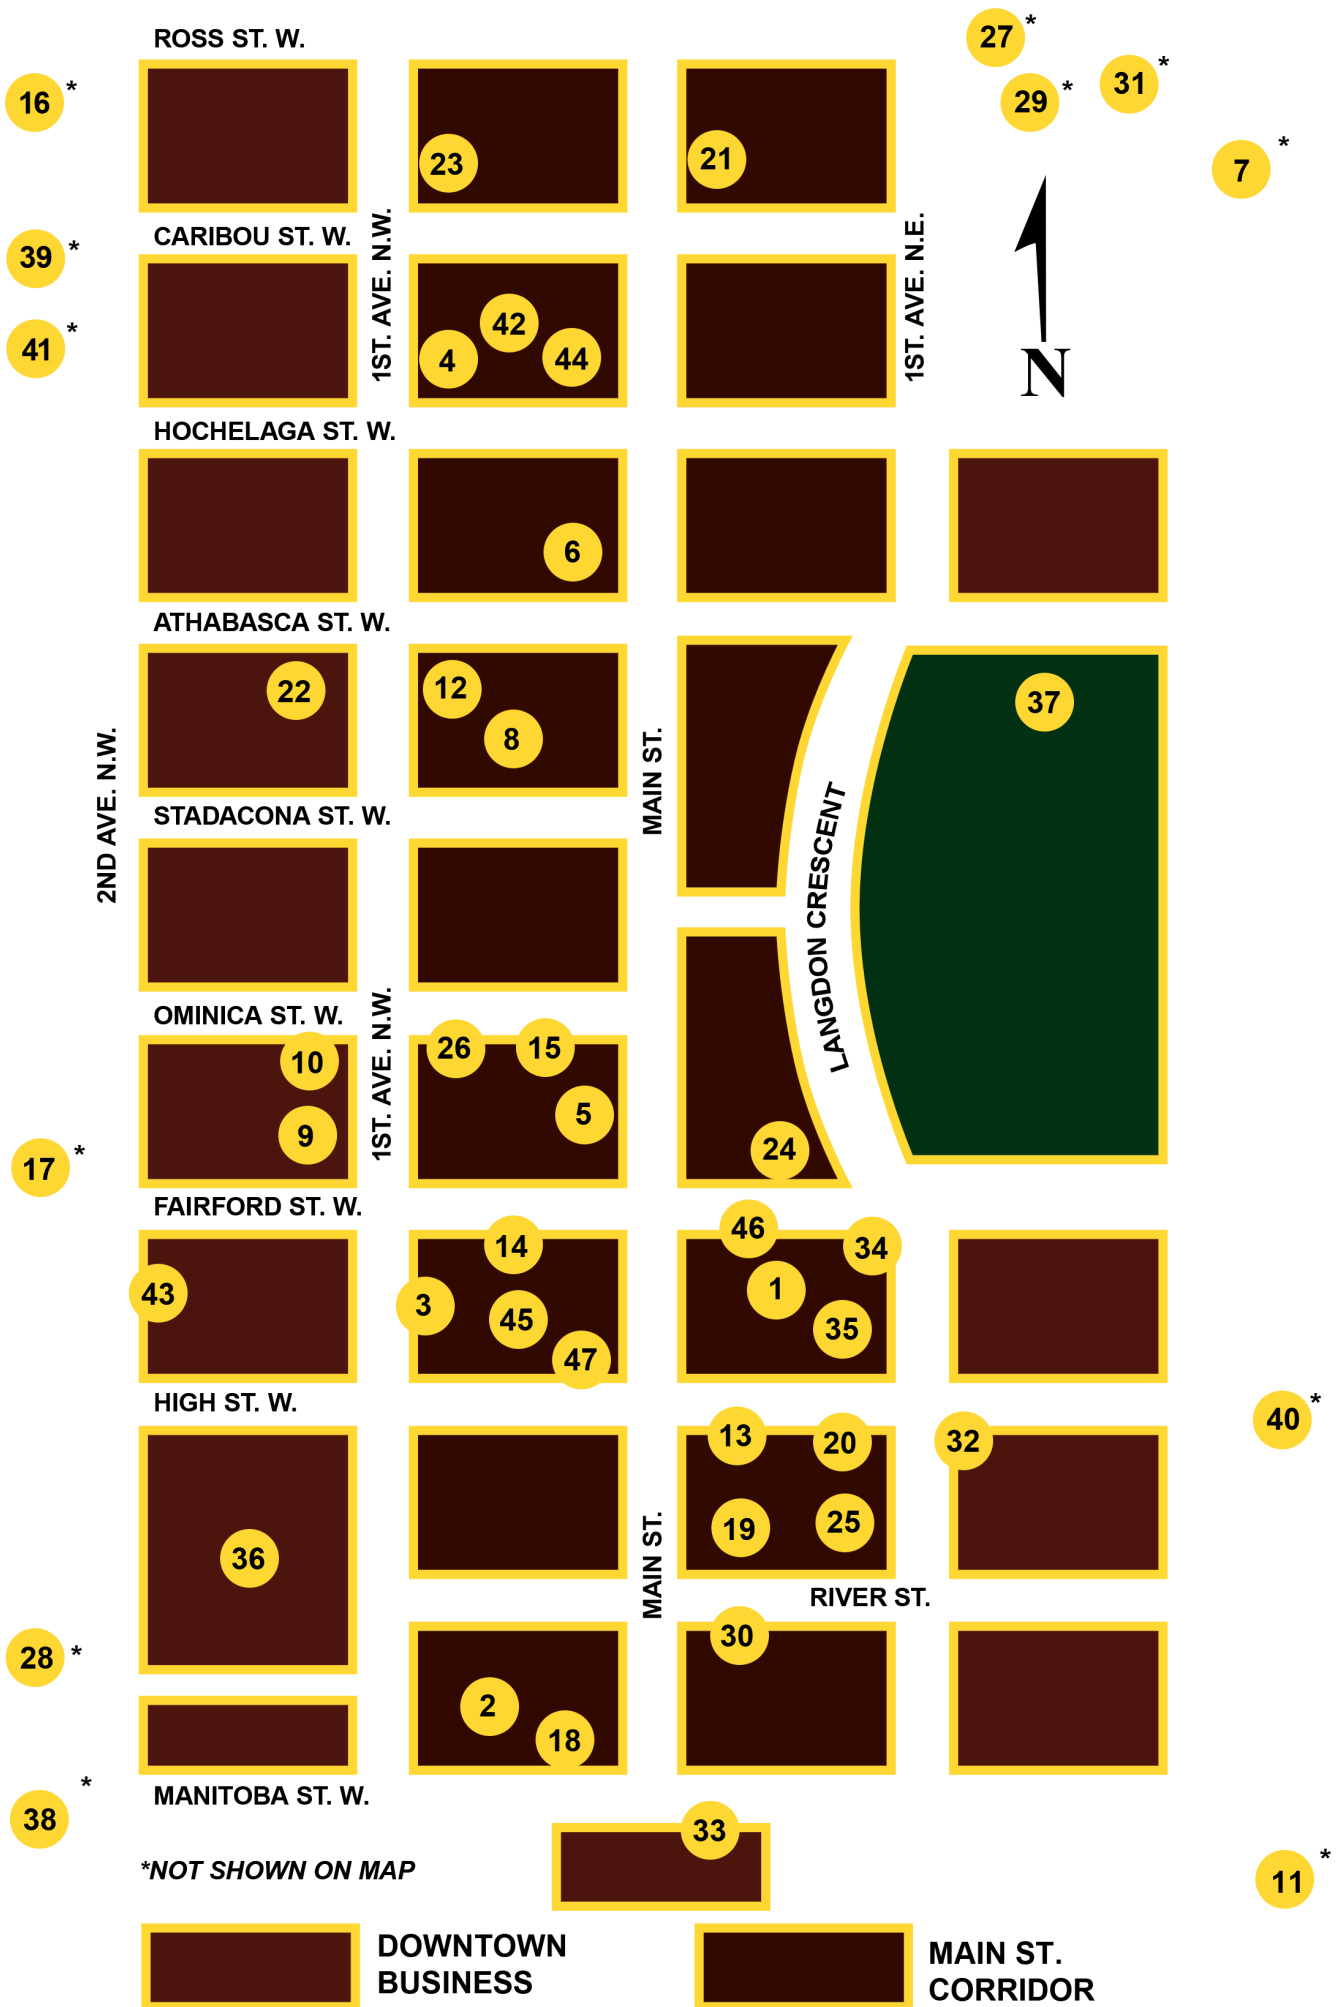 ROSS ST. W.
27*
16*
29*
31*
23
21
7*
CARIBOU ST. W.
1ST. AVE. N.W.
1ST. AVE. N.E.
39*
41*
4
42
44
N
HOCHELAGA ST. W.
6
ATHABASCA ST. W.
22
12
8
37
2ND AVE. N.W.
MAIN ST.
STADACONA ST. W.
LANGDON CRESCENT
OMINICA ST. W.
1ST. AVE. N.W.
10
26
15
9
5
24
17*
FAIRFORD ST. W.
46
14
34
43
3
45
1
35
47
HIGH ST. W.
40*
13
20
32
19
25
36
MAIN ST.
RIVER ST.
30
28*
2
18
MANITOBA ST. W.
38*
33
*NOT SHOWN ON MAP
11*
DOWNTOWN
BUSINESS
MAIN ST.
CORRIDOR